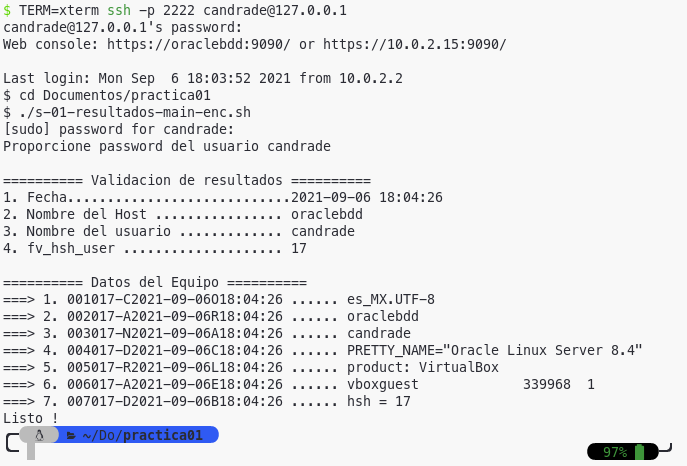 $ TERM=xterm ssh -p 2222 candrade@127.0.0.1
candrade@127.0.0.1's password:
Web console: https://oraclebdd:9090/ or https://10.0.2.15:9090/
Last login: Mon Sep  6 18:03:52 2021 from 10.0.2.2
$ cd Documentos/practica01
$ ./s-01-resultados-main-enc.sh
[sudo] password for candrade:
Proporcione password del usuario candrade
========== Validacion de resultados ==========
1. Fecha............................2021-09-06 18:04:26
2. Nombre del Host ................ oraclebdd
3. Nombre del usuario ............. candrade
4. fv_hsh_user .................... 17
========== Datos del Equipo ==========
===> 1. 001017-C2021-09-06O18:04:26 ...... es_MX.UTF-8
===> 2. 002017-A2021-09-06R18:04:26 ...... oraclebdd
===> 3. 003017-N2021-09-06A18:04:26 ...... candrade
===> 4. 004017-D2021-09-06C18:04:26 ...... PRETTY_NAME="Oracle Linux Server 8.4"
===> 5. 005017-R2021-09-06L18:04:26 ...... product: VirtualBox
===> 6. 006017-A2021-09-06E18:04:26 ...... vboxguest             339968  1
===> 7. 007017-D2021-09-06B18:04:26 ...... hsh = 17
Listo !
~/Do/practica01
97%